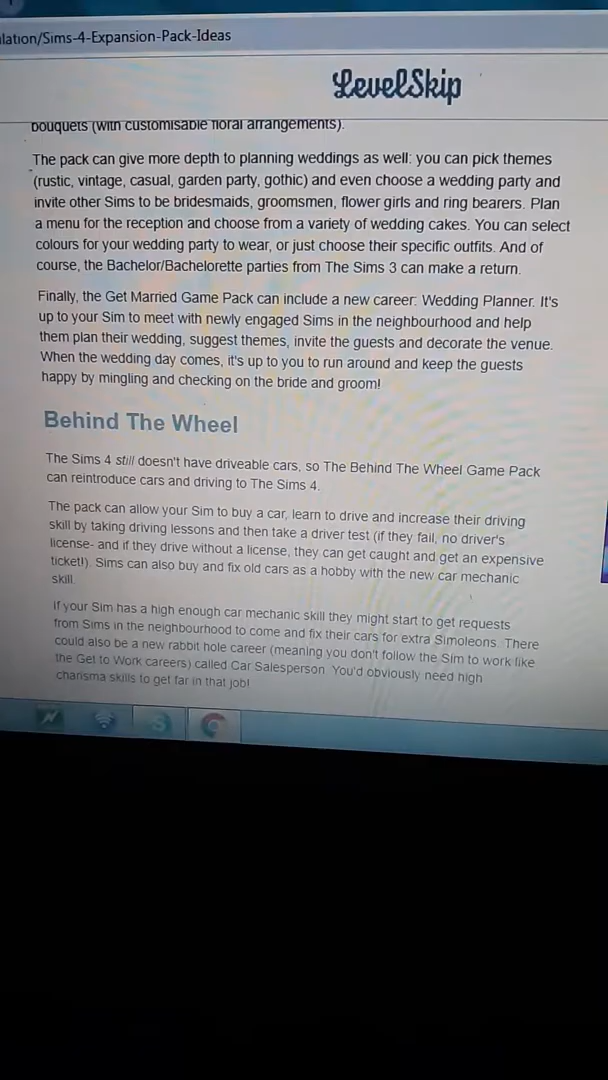 lation/Sims-4-Expansion-Pack-Ideas
LevelSkip
bouquets (with customisable floral arrangements).
The pack can give more depth to planning weddings as well: you can pick themes
(rustic, vintage, casual, garden party, gothic) and even choose a wedding party and
invite other Sims to be bridesmaids, groomsmen, flower girls and ring bearers. Plan
a menu for the reception and choose from a variety of wedding cakes. You can select
colours for your wedding party to wear, or just choose their specific outfits. And of
course, the Bachelor/Bachelorette parties from The Sims 3 can make a return.
Finally, the Get Married Game Pack can include a new career: Wedding Planner. It's
up to your Sim to meet with newly engaged Sims in the neighbourhood and help
them plan their wedding, suggest themes, invite the guests and decorate the venue.
When the wedding day comes, it's up to you to run around and keep the guests
happy by mingling and checking on the bride and groom!
Behind The Wheel
The Sims 4 still doesn't have driveable cars, so The Behind The Wheel Game Pack
can reintroduce cars and driving to The Sims 4.
The pack can allow your Sim to buy a car, learn to drive and increase their driving
skill by taking driving lessons and then take a driver test (if they fail, no driver's
license- and if they drive without a license, they can get caught and get an expensive
ticket!). Sims can also buy and fix old cars as a hobby with the new car mechanic
skill.
If your Sim has a high enough car mechanic skill they might start to get requests
from Sims in the neighbourhood to come and fix their cars for extra Simoleons. There
could also be a new rabbit hole career (meaning you don't follow the Sim to work like
the Get to Work careers) called Car Salesperson. You'd obviously need high
charisma skills to get far in that job!